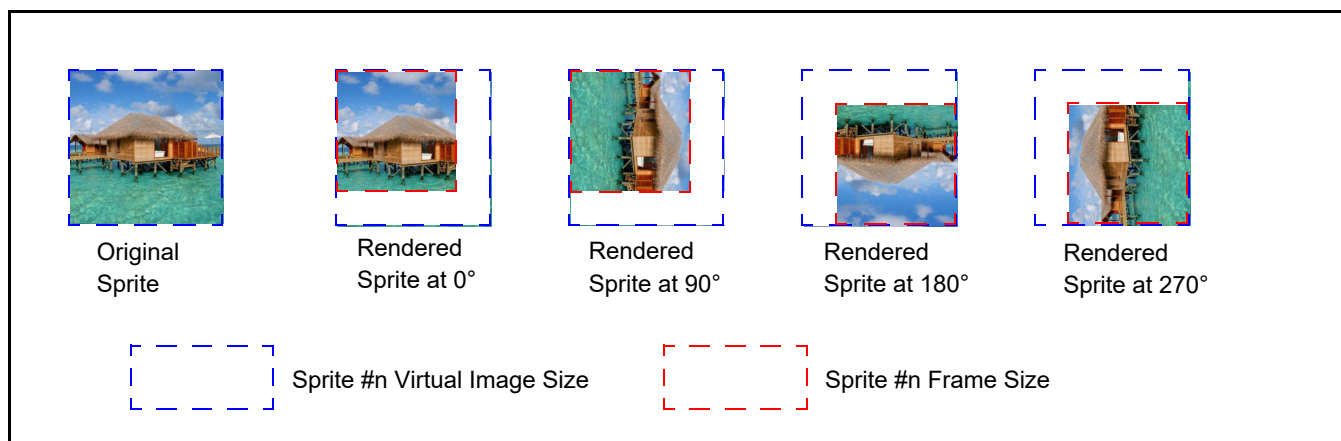 Original
Sprite
Rendered
Sprite at 0°
Rendered
Sprite at 90°
Rendered
Sprite at 180°
Rendered
Sprite at 270°
Sprite #n Virtual Image Size
Sprite #n Frame Size